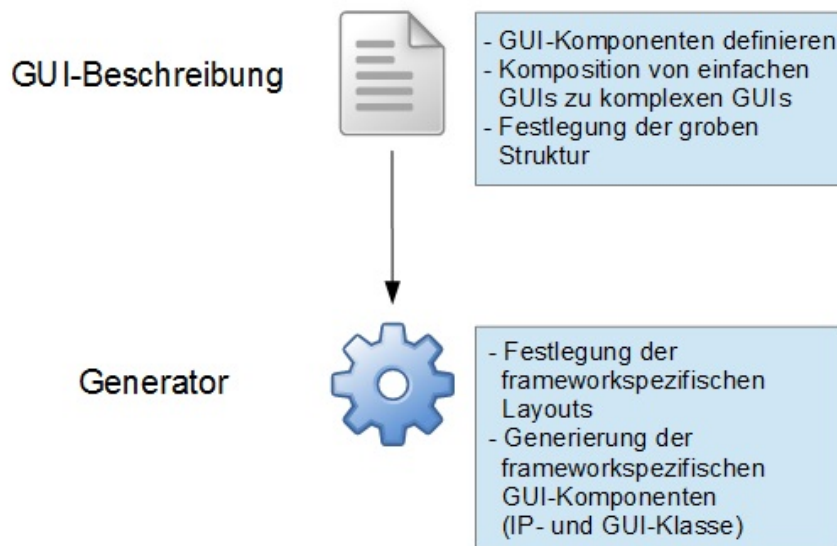 GUI-Beschreibung
- GUI-Komponenten definieren
- Komposition von einfachen
GUIs zu komplexen GUIs
- Festlegung der groben
Struktur
Generator
- Festlegung der
frameworkspezifischen
Layouts
- Generierung der
frameworkspezifischen
GUI-Komponenten
(IP- und GUI-Klasse)